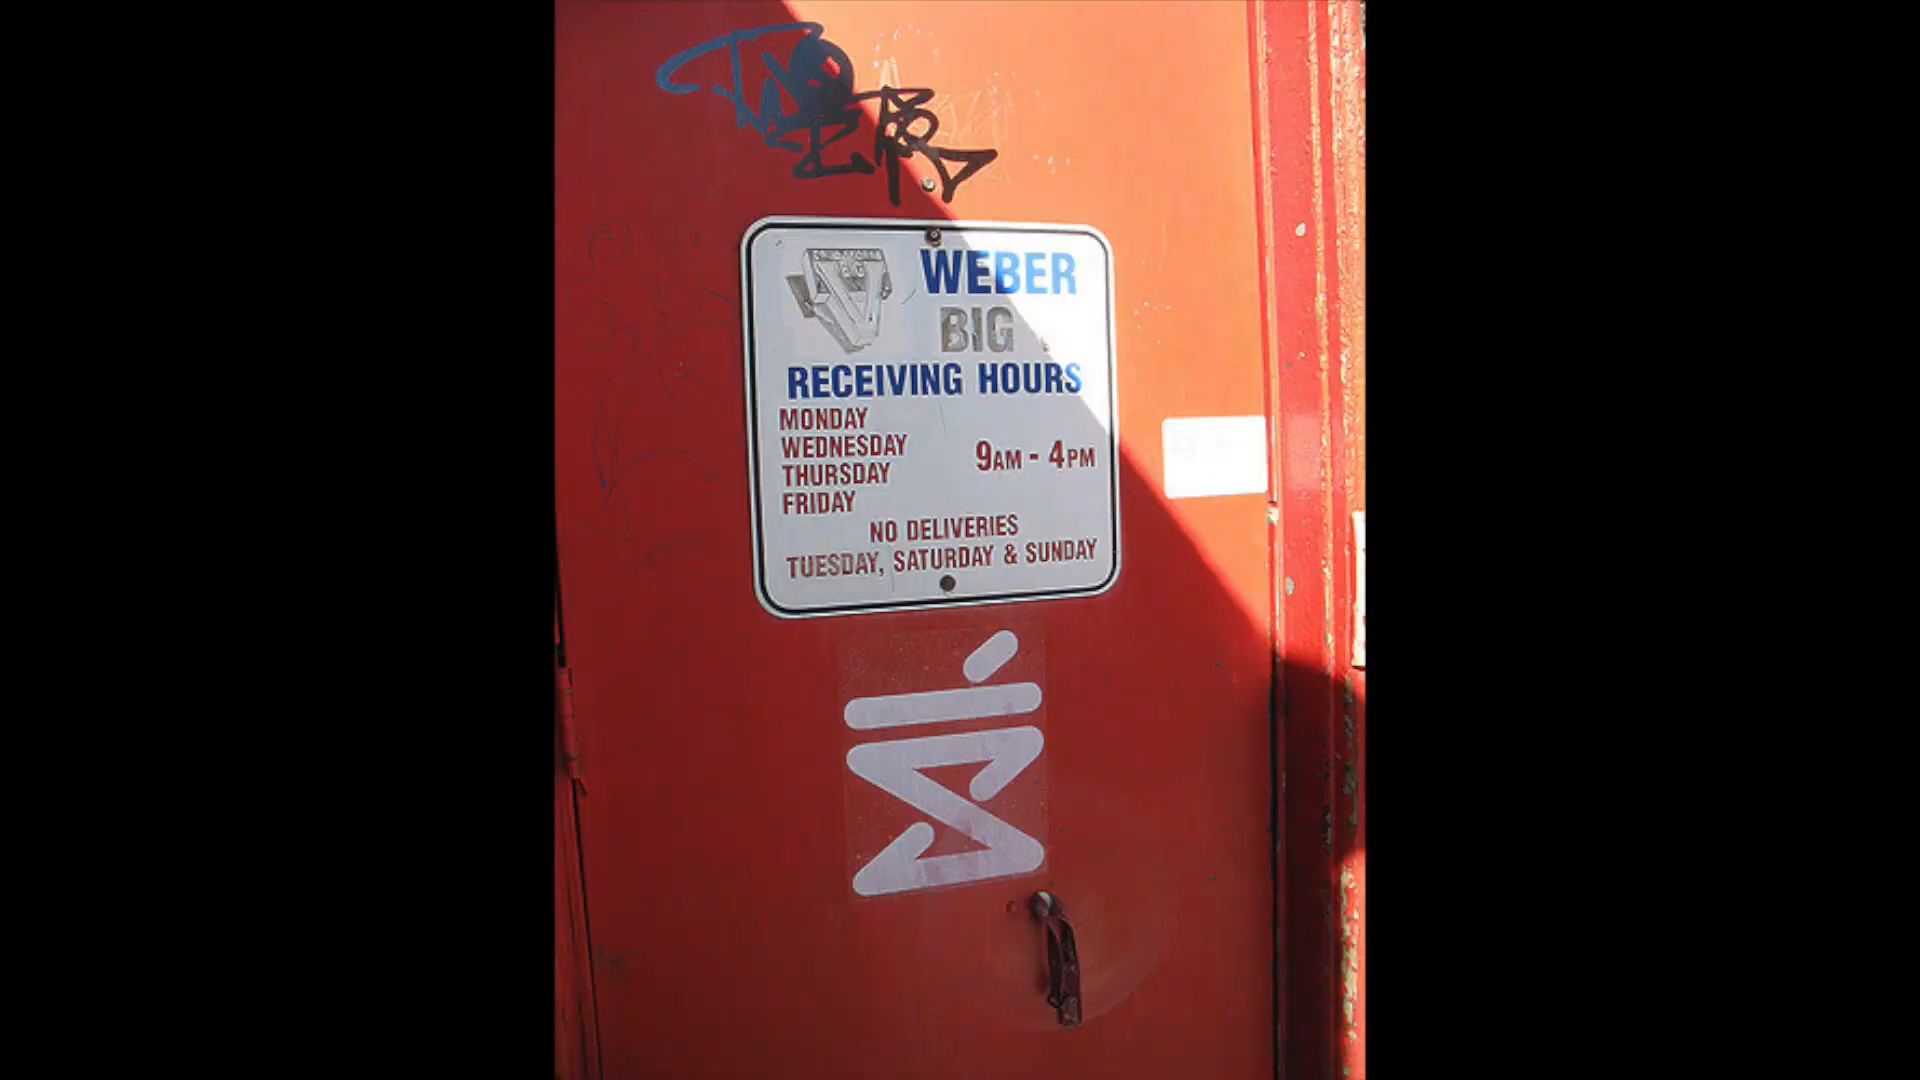 WEBER
BIG
RECEIVING HOURS
MONDAY
WEDNESDAY
THURSDAY
FRIDAY
9AM - 4PM
NO DELIVERIES
TUESDAY, SATURDAY & SUNDAY